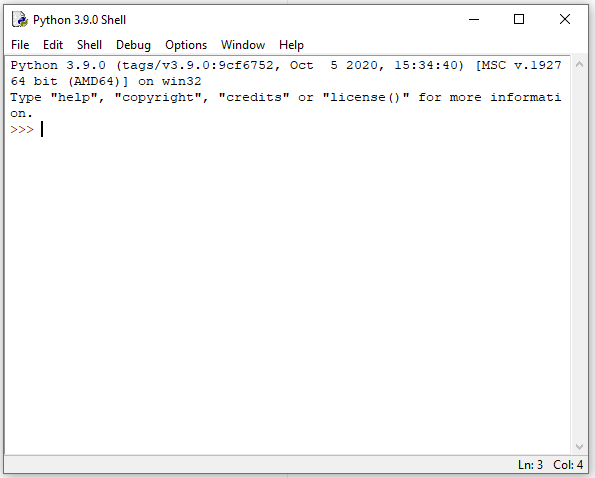 Python 3.9.0 Shell
File Edit Shell Debug Options Window Help
Python 3.9.0 (tags/v3.9.0:9cf6752, Oct  5 2020, 15:34:40) [MSC v.1927
64 bit (AMD64)] on win32
Type "help", "copyright", "credits" or "license()" for more informati
on.
>>>
Ln: 3 Col: 4